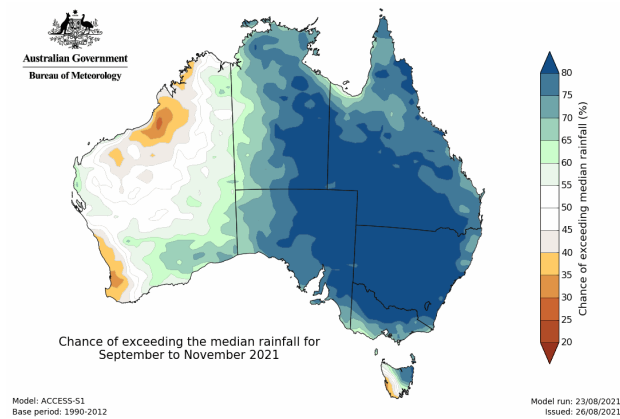 Australian Government
Bureau of Meteorology
80
75
70
65
60
55
50
45
40
35
30
25
20
Chance of exceeding median rainfall (%)
Chance of exceeding the median rainfall for
September to November 2021
Model: ACCESS-S1
Base period: 1990-2012
Model run: 23/08/2021
Issued: 26/08/2021